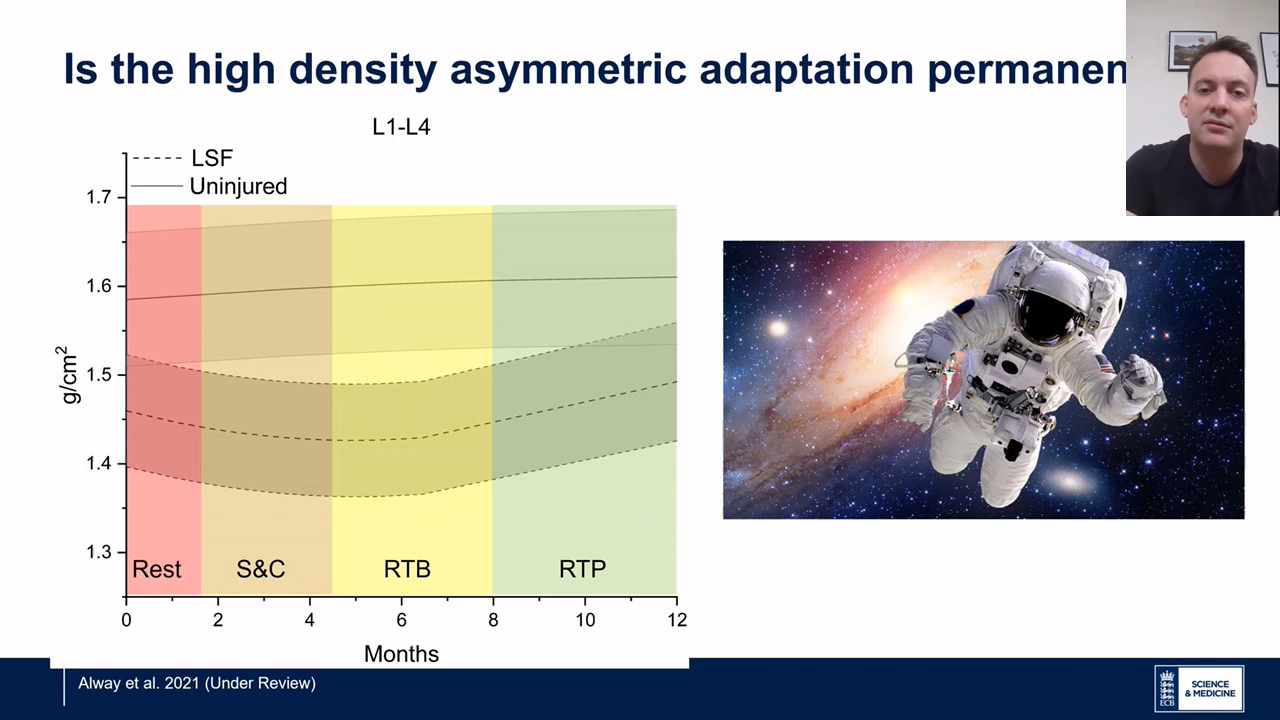 Is the high density asymmetric adaptation permanen
L1-L4
LSF
Uninjured
1.7
1.6
1.5
1.4
1.3
g/cm2
Rest
S&C
RTB
RTP
0
2
4
6
8
10
12
Months
Alway et al. 2021 (Under Review)
ECB
SCIENCE
& MEDICINE